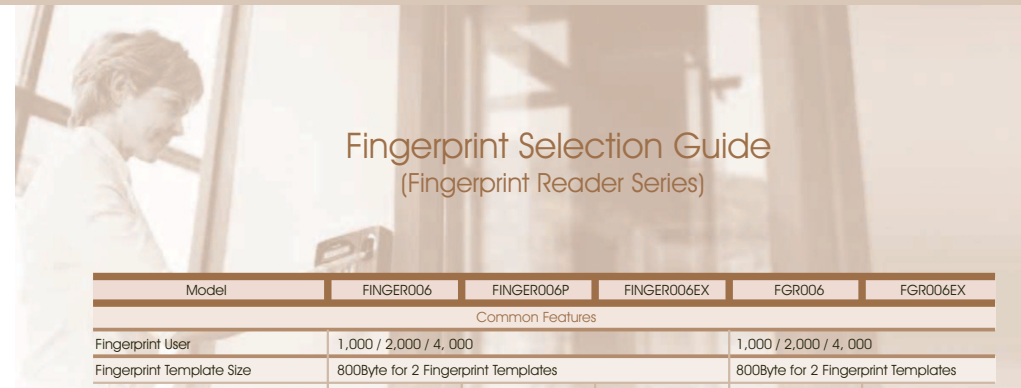 Fingerprint Selection Guide
(Fingerprint Reader Series)
Model FINGER006 FINGER006P FINGER006EX FGR006 FGR006EX
Common Features
Fingerprint User 1,000 / 2,000 / 4, 000 1,000 / 2,000 / 4, 000
Fingerprint Template Size 800Byte for 2 Fingerprint Templates 800Byte for 2 Fingerprint Templates